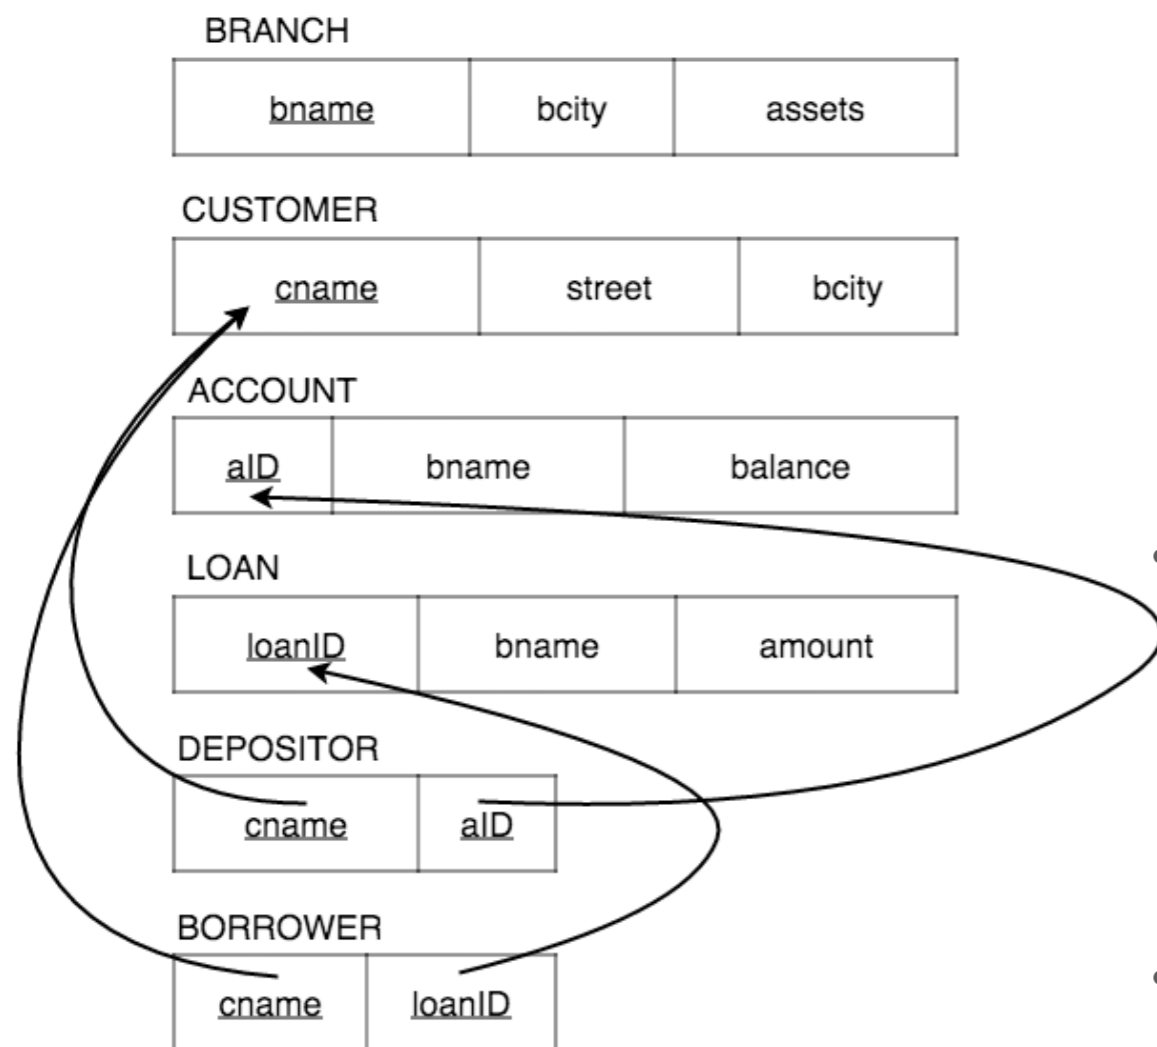 BRANCH
bname bcity assets
CUSTOMER
cname street bcity
ACCOUNT
aID bname balance
LOAN
loanID bname amount
DEPOSITOR
cname aID
BORROWER
cname loanID